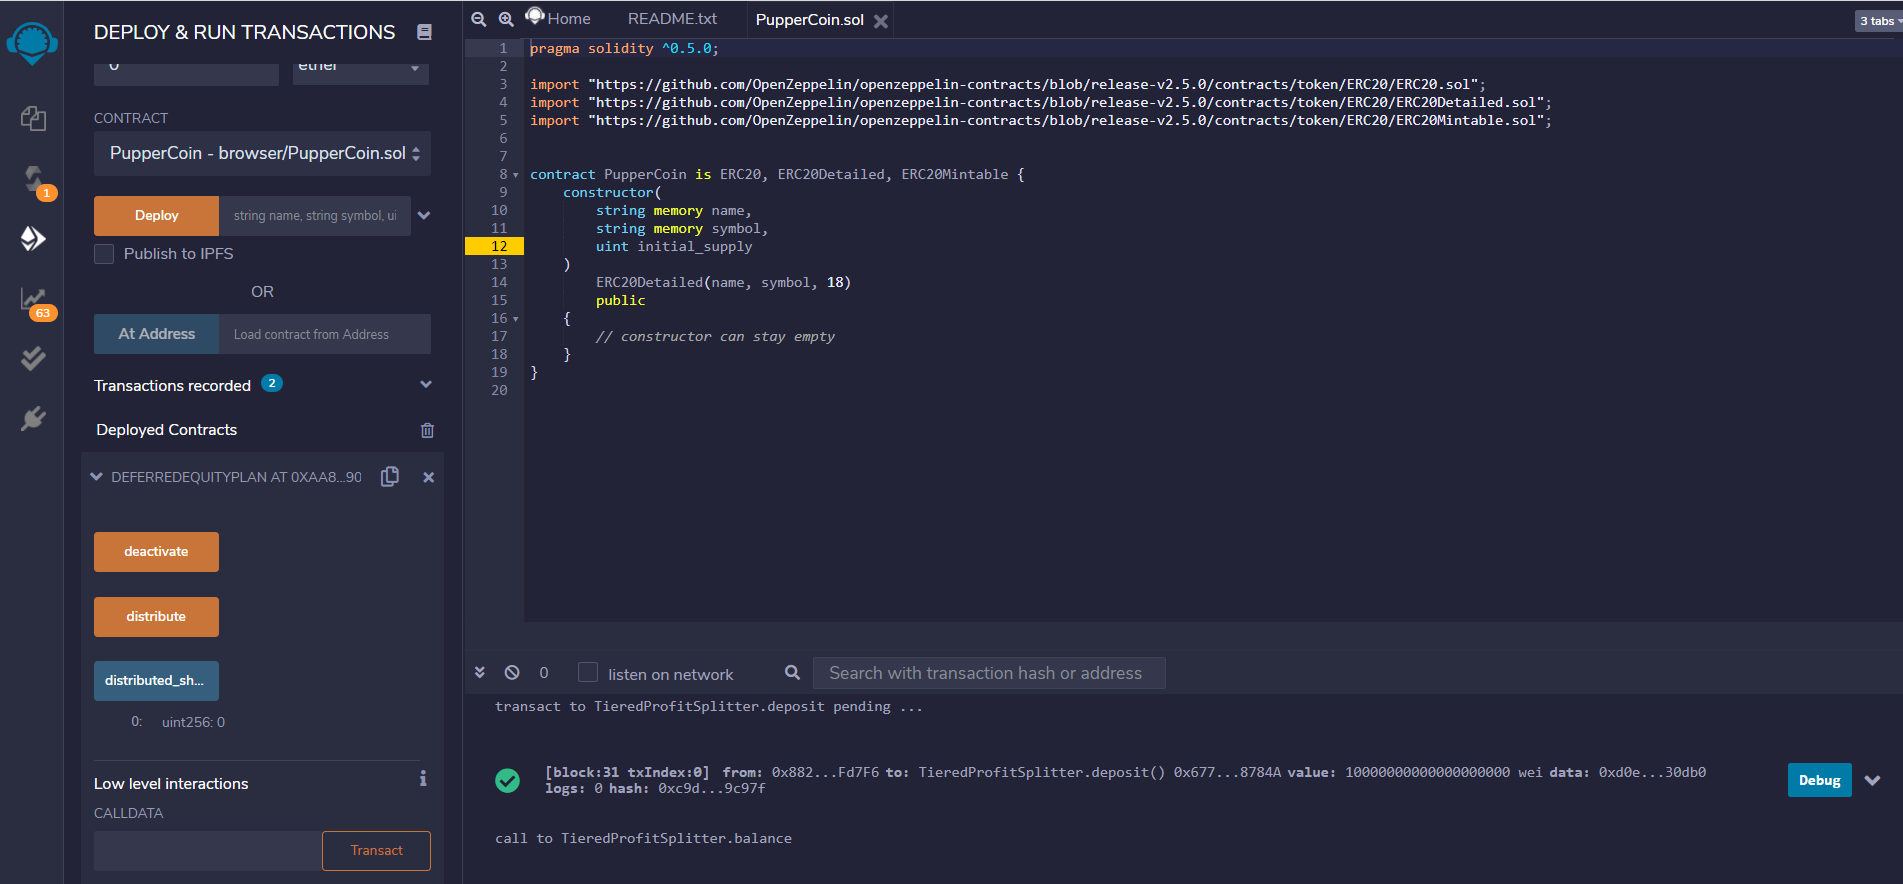 DEPLOY & RUN TRANSACTIONS
0
ether
CONTRACT
PupperCoin - browser/PupperCoin.sol
Deploy
string name, string symbol, ui
Publish to IPFS
OR
At Address
Load contract from Address
Transactions recorded 2
Deployed Contracts
DEFERREDEQUITYPLAN AT 0XAA8...90
deactivate
distribute
distributed_sh...
0: uint256: 0
Low level interactions
CALLDATA
Transact
1
63
Home
README.txt
PupperCoin.sol
3 tabs
1 pragma solidity ^0.5.0;
2
3 import "https://github.com/OpenZeppelin/openzeppelin-contracts/blob/release-v2.5.0/contracts/token/ERC20/ERC20.sol";
4 import "https://github.com/OpenZeppelin/openzeppelin-contracts/blob/release-v2.5.0/contracts/token/ERC20/ERC20Detailed.sol";
5 import "https://github.com/OpenZeppelin/openzeppelin-contracts/blob/release-v2.5.0/contracts/token/ERC20/ERC20Mintable.sol";
6
7
8 contract PupperCoin is ERC20, ERC20Detailed, ERC20Mintable {
9 constructor(
10 string memory name,
11 string memory symbol,
12 uint initial_supply
13 )
14 ERC20Detailed(name, symbol, 18)
15 public
16 {
17 // constructor can stay empty
18 }
19 }
20
0
listen on network
Search with transaction hash or address
transact to TieredProfitSplitter.deposit pending ...
[block:31 txIndex:0] from: 0x882...Fd7F6 to: TieredProfitSplitter.deposit() 0x677...8784A value: 10000000000000000000 wei data: 0xd0e...30db0
logs: 0 hash: 0xc9d...9c97f
Debug
call to TieredProfitSplitter.balance